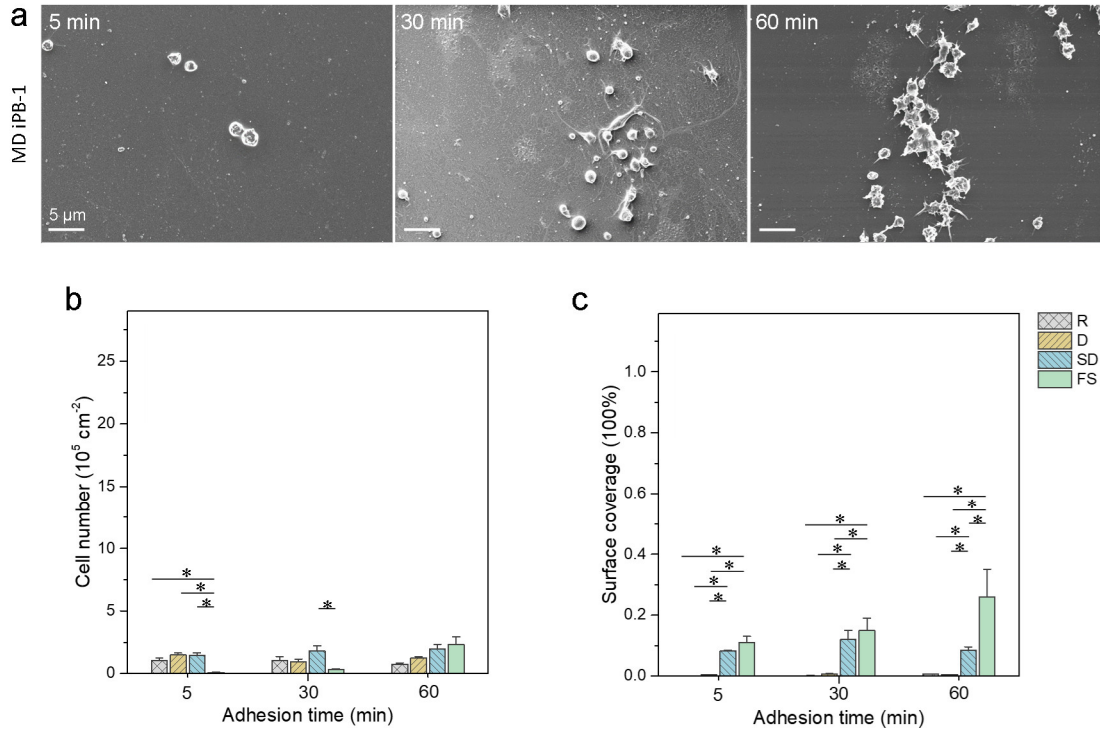 a
5 min
30 min
60 min
MD iPB-1
5 µm
b
Cell number (10⁵ cm⁻²)
25
20
15
10
5
0
* * *
*
5
30
60
Adhesion time (min)
c
Surface coverage (100%)
1.0
0.8
0.6
0.4
0.2
0.0
* * * *
* * * *
* * * * *
5
30
60
Adhesion time (min)
R
D
SD
FS